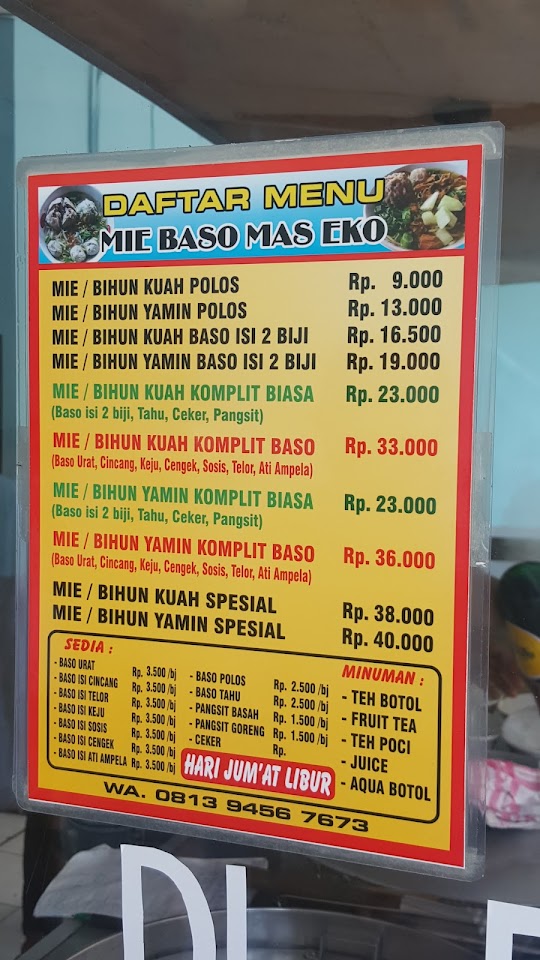 DAFTAR MENU
MIE BASO MAS EKO
MIE / BIHUN KUAH POLOS Rp. 9.000
MIE / BIHUN YAMIN POLOS Rp. 13.000
MIE / BIHUN KUAH BASO ISI 2 BIJI Rp. 16.500
MIE / BIHUN YAMIN BASO ISI 2 BIJI Rp. 19.000
MIE / BIHUN KUAH KOMPLIT BIASA Rp. 23.000
(Baso isi 2 biji, Tahu, Ceker, Pangsit)
MIE / BIHUN KUAH KOMPLIT BASO Rp. 33.000
(Baso Urat, Cincang, Keju, Cengek, Sosis, Telor, Ati Ampela)
MIE / BIHUN YAMIN KOMPLIT BIASA Rp. 23.000
(Baso isi 2 biji, Tahu, Ceker, Pangsit)
MIE / BIHUN YAMIN KOMPLIT BASO Rp. 36.000
(Baso Urat, Cincang, Keju, Cengek, Sosis, Telor, Ati Ampela)
MIE / BIHUN KUAH SPESIAL Rp. 38.000
MIE / BIHUN YAMIN SPESIAL Rp. 40.000
SEDIA :
- BASO URAT Rp. 3.500 /bj
- BASO ISI CINCANG Rp. 3.500 /bj
- BASO ISI TELOR Rp. 3.500 /bj
- BASO ISI KEJU Rp. 3.500 /bj
- BASO ISI SOSIS Rp. 3.500 /bj
- BASO ISI CENGEK Rp. 3.500 /bj
- BASO ISI ATI AMPELA Rp. 3.500 /bj
- BASO POLOS Rp. 2.500 /bj
- BASO TAHU Rp. 2.500 /bj
- PANGSIT BASAH Rp. 1.500 /bj
- PANGSIT GORENG Rp. 1.500 /bj
- CEKER Rp.
MINUMAN :
- TEH BOTOL
- FRUIT TEA
- TEH POCI
- JUICE
- AQUA BOTOL
HARI JUM'AT LIBUR
WA. 0813 9456 7673